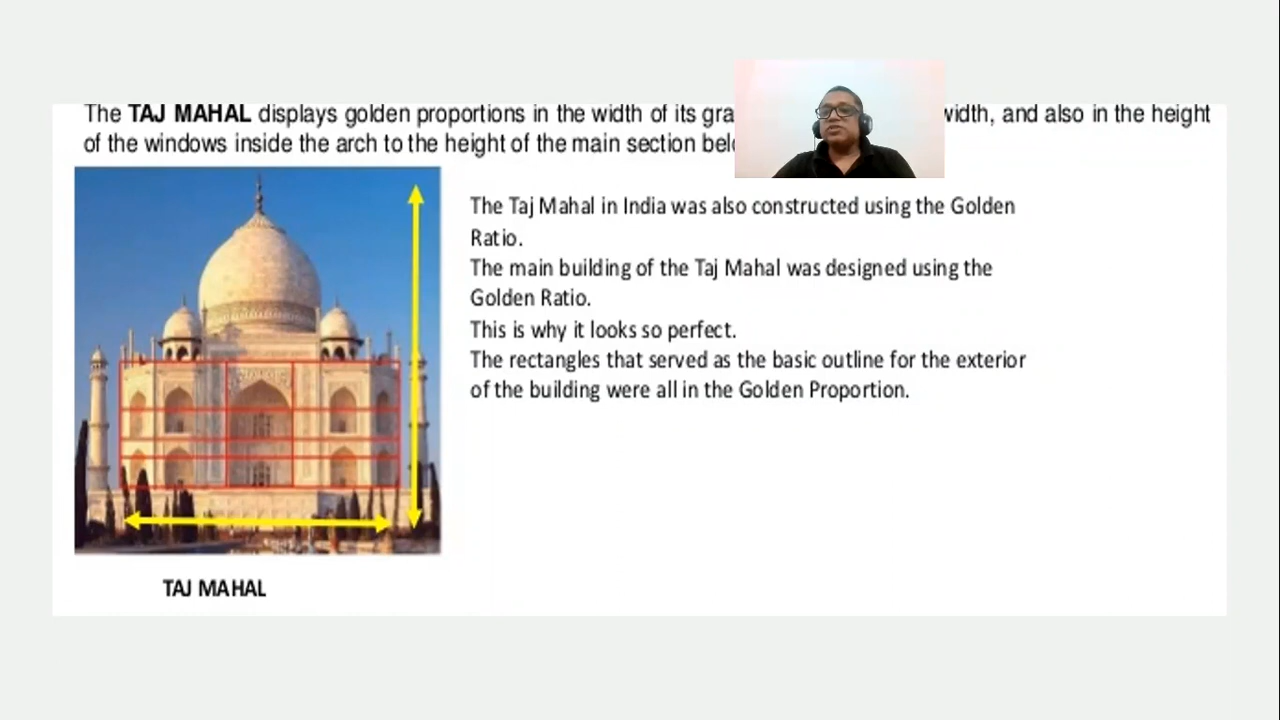 The TAJ MAHAL displays golden proportions in the width of its width, and also in the height
of the windows inside the arch to the height of the main section
The Taj Mahal in India was also constructed using the Golden
Ratio.
The main building of the Taj Mahal was designed using the
Golden Ratio.
This is why it looks so perfect.
The rectangles that served as the basic outline for the exterior
of the building were all in the Golden Proportion.
TAJ MAHAL